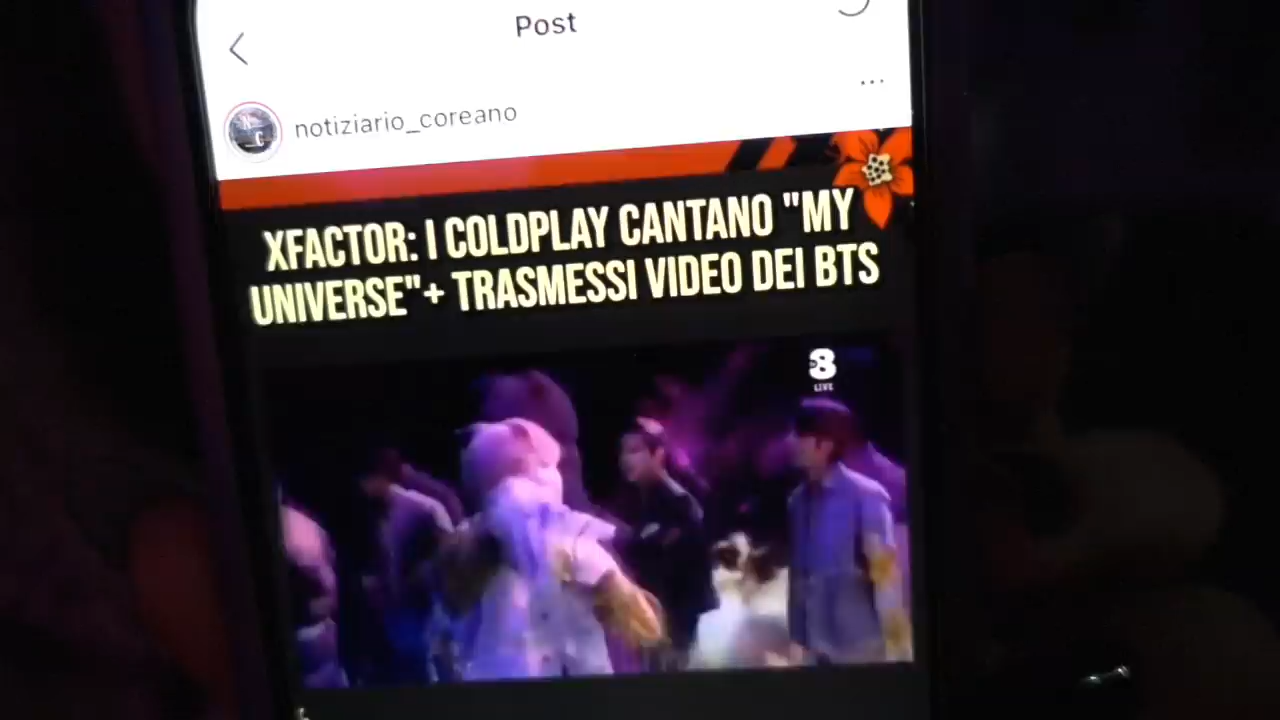 Post
notiziario_coreano
XFACTOR: I COLDPLAY CANTANO "MY
UNIVERSE"+ TRASMESSI VIDEO DEI BTS
8
LIVE